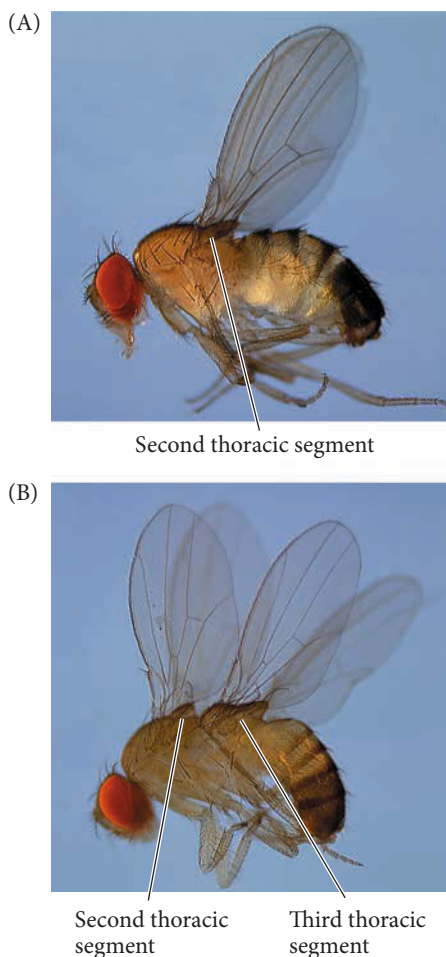 (A)
Second thoracic segment
(B)
Second thoracic
segment
Third thoracic
segment